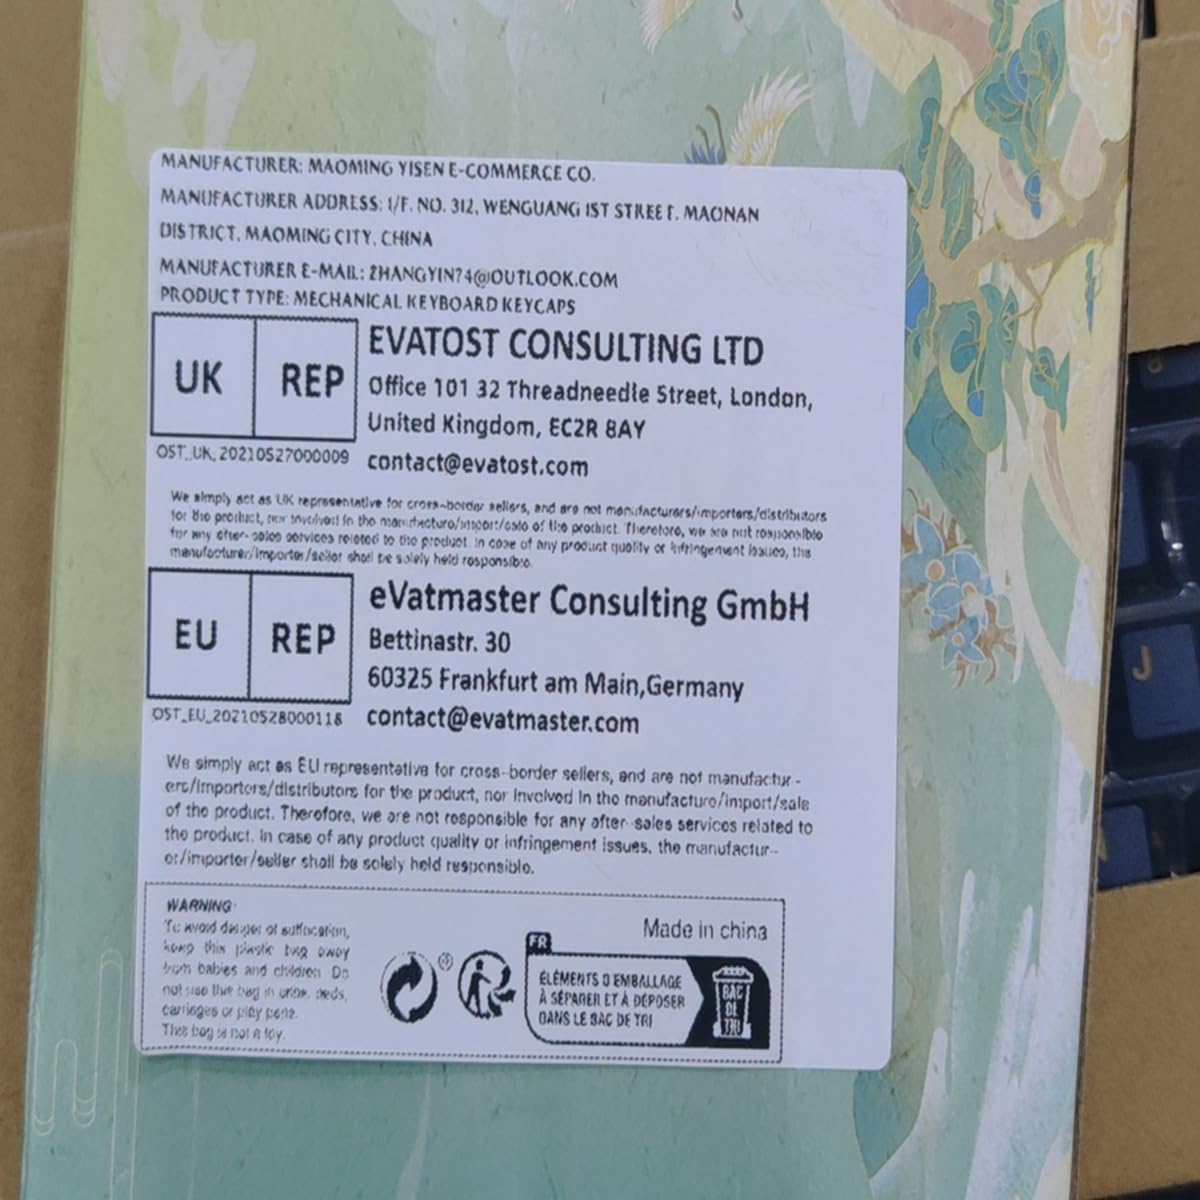 MANUFACTURER: MAOMING YISEN E-COMMERCE CO.
MANUFACTURER ADDRESS: 1/F. NO. 312, WENGUANG 1ST STREET. MAONAN
DISTRICT. MAOMING CITY. CHINA
MANUFACTURER E-MAIL: ZHANGYIN74@OUTLOOK.COM
PRODUCT TYPE: MECHANICAL KEYBOARD KEYCAPS
UK REP
EVATOST CONSULTING LTD
Office 101 32 Threadneedle Street, London,
United Kingdom, EC2R 8AY
OST_UK_20210527000009
contact@evatost.com
We simply act as UK representative for cross-border sellers, and are not manufacturers/importers/distributors
for the product, nor involved in the manufacture/import/sale of the product. Therefore, we are not responsible
for any after-sales services related to the product. In case of any product quality or infringement issues, the
manufacturer/importer/seller shall be solely held responsible.
EU REP
eVatmaster Consulting GmbH
Bettinastr. 30
60325 Frankfurt am Main,Germany
OST_EU_20210528000118
contact@evatmaster.com
We simply act as EU representative for cross-border sellers, and are not manufactur-
ers/importers/distributors for the product, nor involved in the manufacture/import/sale
of the product. Therefore, we are not responsible for any after-sales services related to
the product. In case of any product quality or infringement issues, the manufactur-
er/importer/seller shall be solely held responsible.
WARNING:
To avoid danger of suffocation,
keep this plastic bag away
from babies and children. Do
not use this bag in cribs, beds,
carriages or play pens.
This bag is not a toy.
Made in china
FR
ÉLÉMENTS D'EMBALLAGE
À SÉPARER ET À DÉPOSER
DANS LE BAC DE TRI
BAC
DE
TRI
J